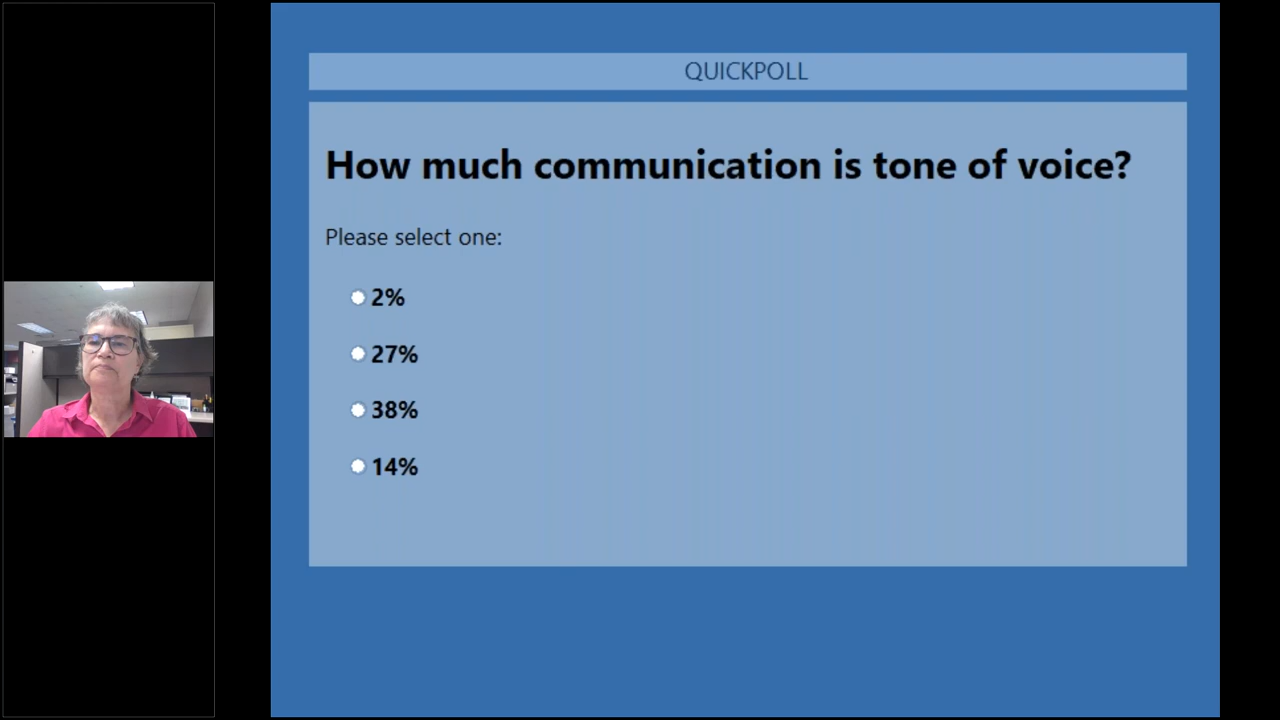 QUICKPOLL
How much communication is tone of voice?
Please select one:
2%
27%
38%
14%